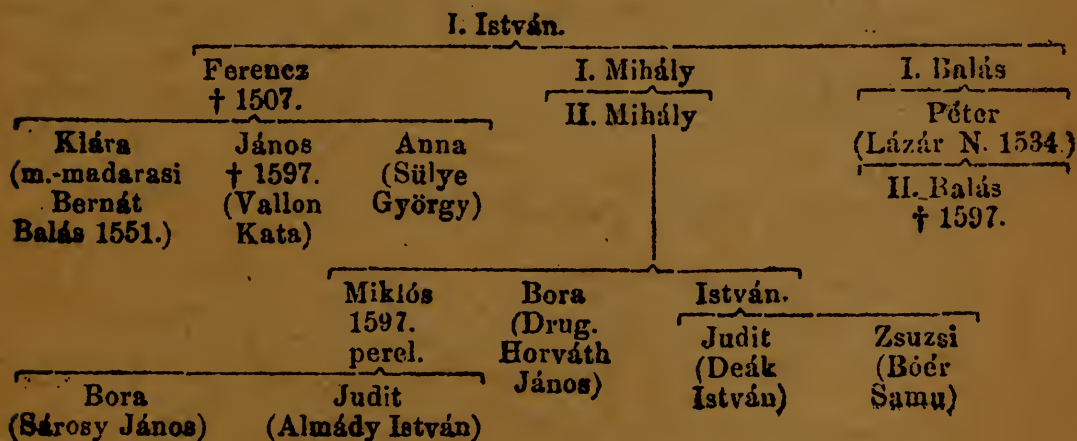 I. István.
Ferencz I. Mihály I. Balás
† 1507. II. Mihály Péter
Klára János Anna (Lázár N. 1534.)
(m.-madarasi † 1597. (Sülye II. Balás
Bernát (Vallon György) † 1597.
Balás 1551.) Kata)
Miklós Bora István.
1597. (Drug. Judit Zsuzsi
perel. Horváth (Deák (Bóér
János) István) Samu)
Bora Judit
(Sárosy János) (Almády István)